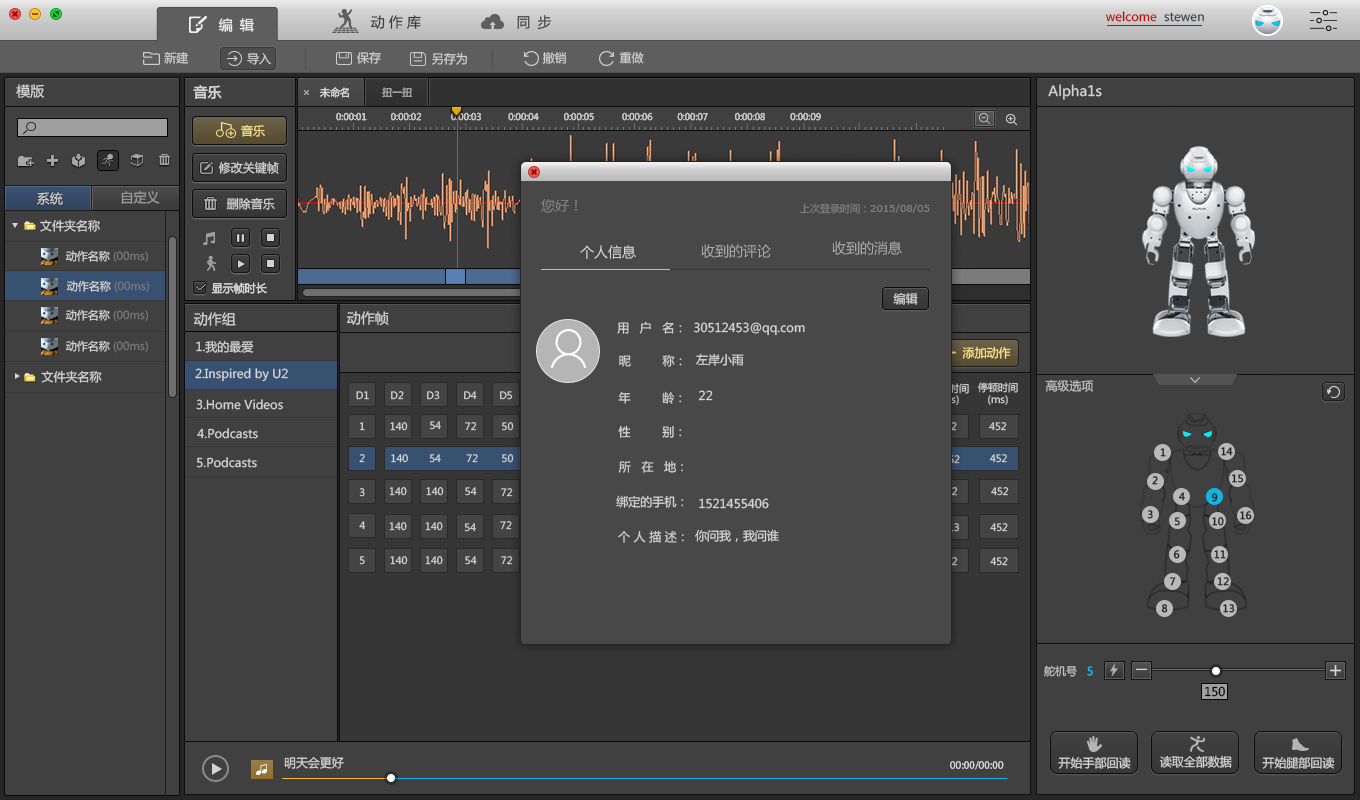 编 辑
动作库
同 步
welcome stewen
新建
导入
保存
另存为
撤销
重做
模版
系统
自定义
文件夹名称
动作名称 (00ms)
动作名称 (00ms)
动作名称 (00ms)
动作名称 (00ms)
文件夹名称
音乐
音乐
修改关键帧
删除音乐
显示帧时长
× 未命名
扭一扭
0:00:01 0:00:02 0:00:03 0:00:04 0:00:05 0:00:06 0:00:07 0:00:08 0:00:09
动作组
1.我的最爱
2.Inspired by U2
3.Home Videos
4.Podcasts
5.Podcasts
动作帧
添加动作
D1 D2 D3 D4 D5 时间 停顿时间
s) (ms)
1 140 54 72 50 2 452
2 140 54 72 50 52 452
3 140 140 54 72 2 452
4 140 140 54 72 3 452
5 140 140 54 72 2 452
您好！
上次登录时间：2015/08/05
个人信息
收到的评论
收到的消息
编辑
用 户 名： 30512453@qq.com
昵 称： 左岸小雨
年 龄： 22
性 别：
所 在 地：
绑定的手机： 1521455406
个人描述： 你问我，我问谁
明天会更好
00:00/00:00
Alpha1s
高级选项
1
14
2
15
4
9
3
5
10
16
6
11
7
12
8
13
舵机号 5
150
开始手部回读
读取全部数据
开始腿部回读